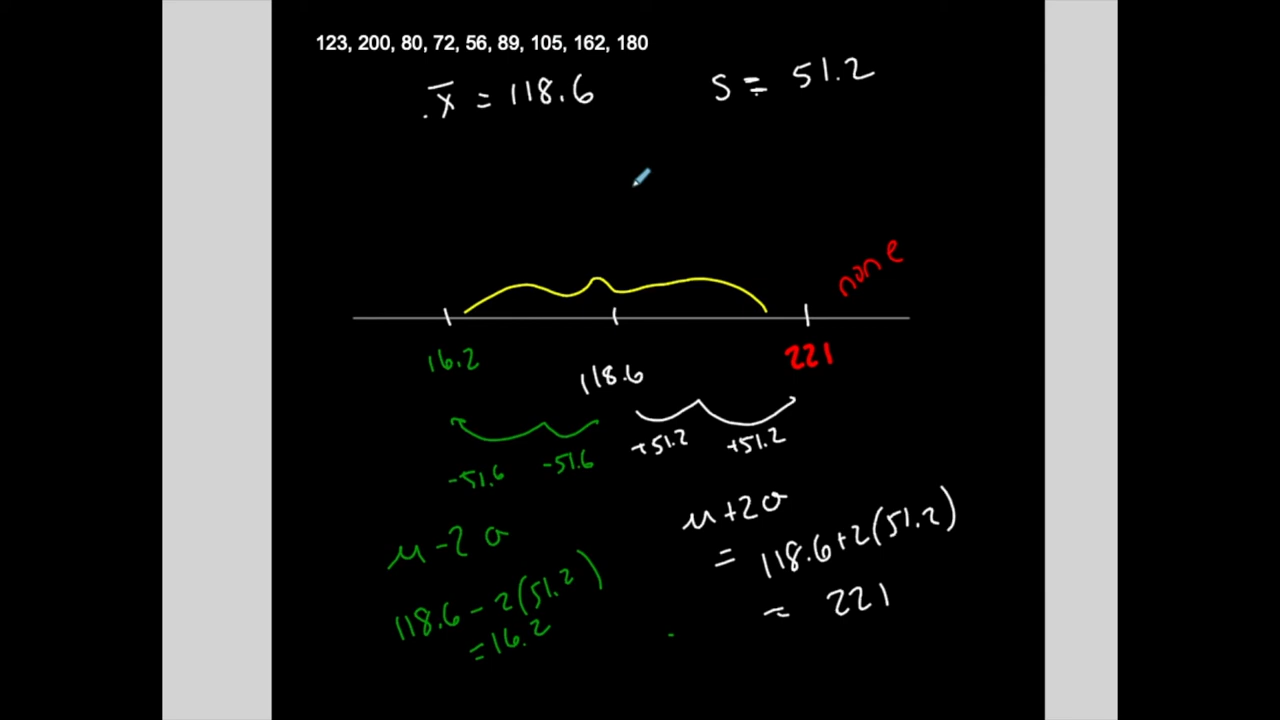 123, 200, 80, 72, 56, 89, 105, 162, 180
x̄ = 118.6
S = 51.2
none
16.2
118.6
221
-51.6 -51.6
+51.2 +51.2
μ - 2σ
118.6 - 2(51.2)
= 16.2
μ + 2σ
= 118.6 + 2(51.2)
= 221